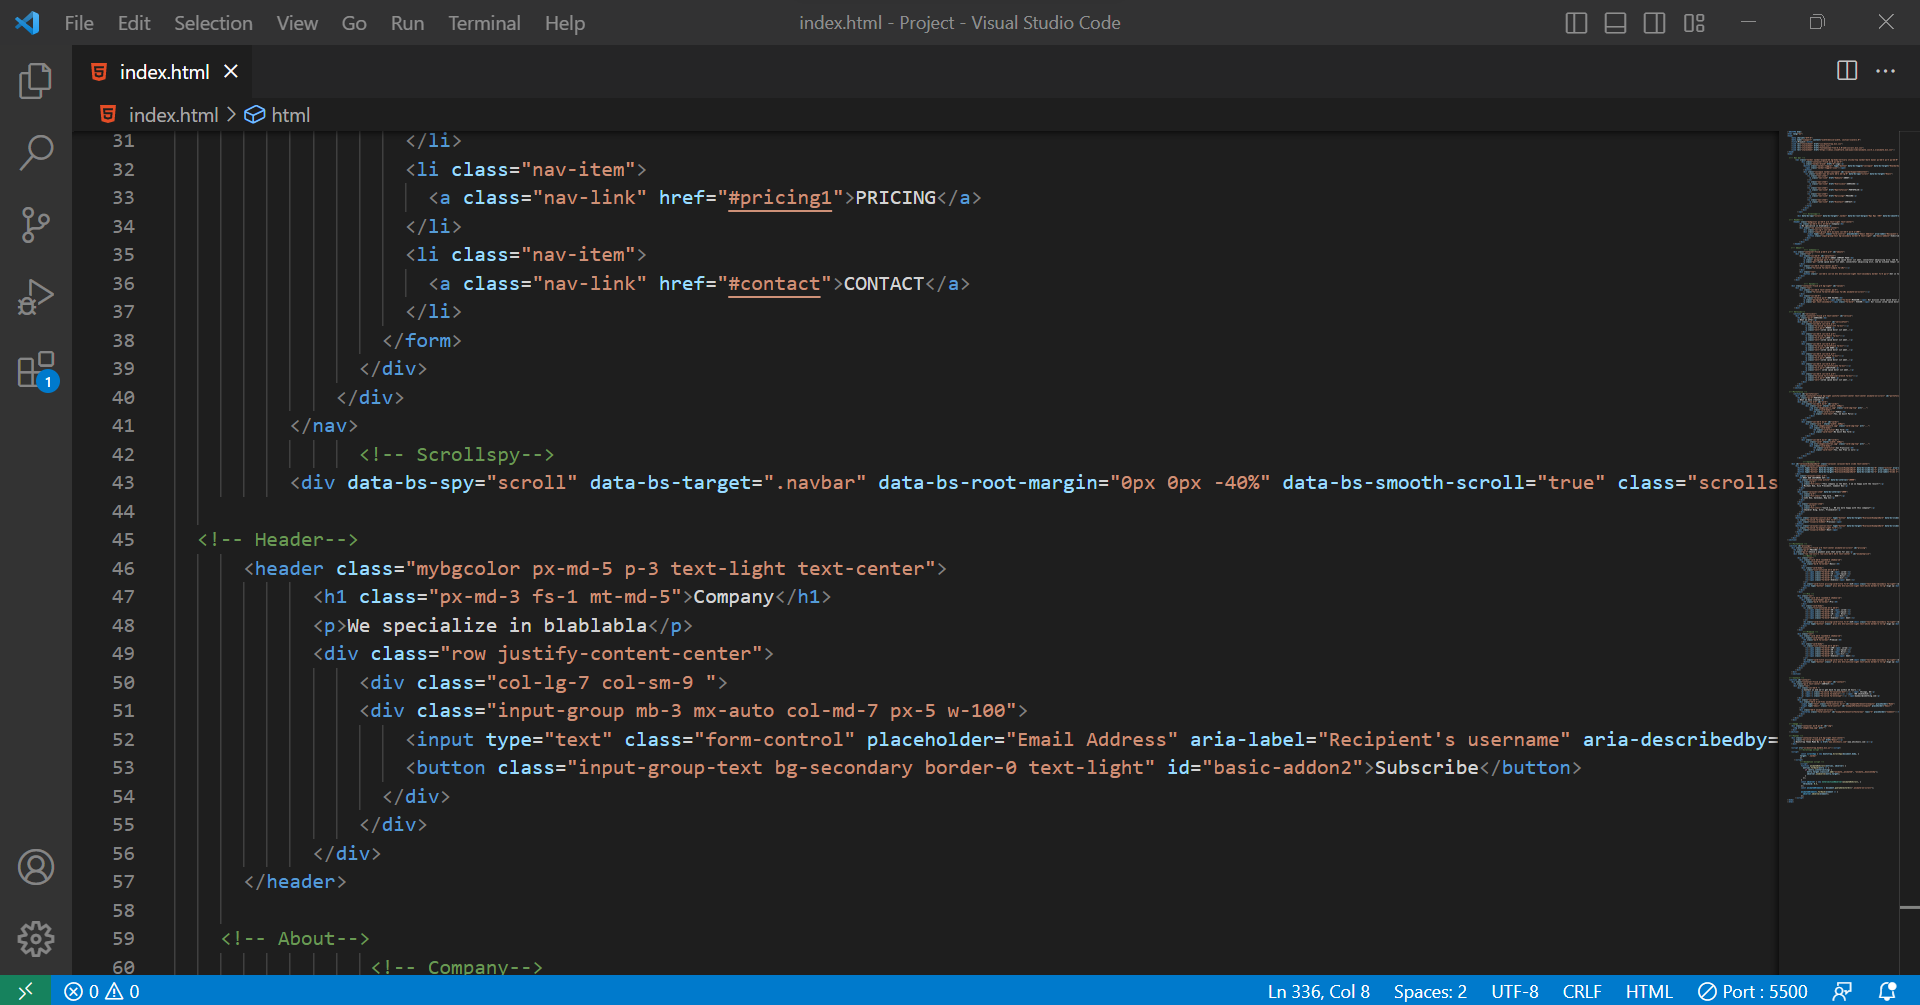 File Edit Selection View Go Run Terminal Help index.html - Project - Visual Studio Code
index.html
index.html > html
31 </li>
32 <li class="nav-item">
33 <a class="nav-link" href="#pricing1">PRICING</a>
34 </li>
35 <li class="nav-item">
36 <a class="nav-link" href="#contact">CONTACT</a>
37 </li>
38 </form>
39 </div>
40 </div>
41 </nav>
42 <!-- Scrollspy-->
43 <div data-bs-spy="scroll" data-bs-target=".navbar" data-bs-root-margin="0px 0px -40%" data-bs-smooth-scroll="true" class="scrolls
44
45 <!-- Header-->
46 <header class="mybgcolor px-md-5 p-3 text-light text-center">
47 <h1 class="px-md-3 fs-1 mt-md-5">Company</h1>
48 <p>We specialize in blablabla</p>
49 <div class="row justify-content-center">
50 <div class="col-lg-7 col-sm-9 ">
51 <div class="input-group mb-3 mx-auto col-md-7 px-5 w-100">
52 <input type="text" class="form-control" placeholder="Email Address" aria-label="Recipient's username" aria-describedby=
53 <button class="input-group-text bg-secondary border-0 text-light" id="basic-addon2">Subscribe</button>
54 </div>
55 </div>
56 </div>
57 </header>
58
59 <!-- About-->
60 <!-- Company-->
1
0 0 Ln 336, Col 8 Spaces: 2 UTF-8 CRLF HTML Port : 5500